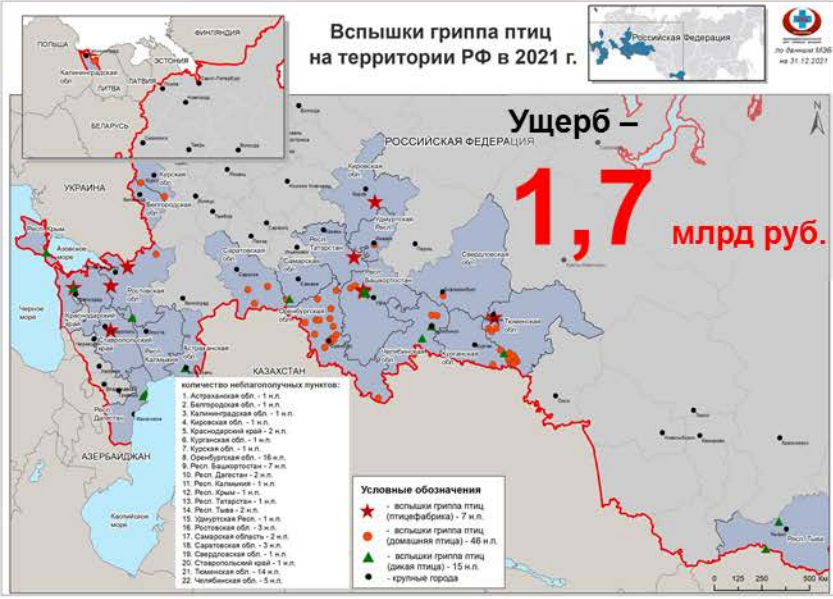 Вспышки гриппа птиц
на территории РФ в 2021 г.
Российская Федерация
по данным МЭБ
на 31.12.2021
ФИНЛЯНДИЯ
ПОЛЬША
ЭСТОНИЯ
Калининградская
обл
ЛАТВИЯ
ЛИТВА
БЕЛАРУСЬ
N
Ущерб –
1,7
млрд руб.
РОССИЙСКАЯ ФЕДЕРАЦИЯ
УКРАИНА
Кировская
обл.
Курская
обл.
Белгородская
обл.
Удмуртская
Респ.
Респ.
Татарстан
Саратовская
обл.
Самарская
обл.
Свердловская
обл.
Респ. Крым
Азовское
море
Респ.
Башкортостан
Ростовская
обл.
Оренбургская
обл.
Тюменская
обл.
Черное
море
Краснодарский
край
Ставропольский
край
Респ.
Калмыкия
Астраханская
обл.
Челябинская
обл.
Курганская
обл.
КАЗАХСТАН
Респ.
Дагестан
АЗЕРБАЙДЖАН
Каспийское
море
Респ. Тыва
количество неблагополучных пунктов:
1. Астраханская обл. - 1 н.п.
2. Белгородская обл. - 1 н.п.
3. Калининградская обл. - 1 н.п.
4. Кировская обл. - 1 н.п.
5. Краснодарский край - 2 н.п.
6. Курганская обл. - 1 н.п.
7. Курская обл. - 1 н.п.
8. Оренбургская обл. - 16 н.п.
9. Респ. Башкортостан - 7 н.п.
10. Респ. Дагестан - 2 н.п.
11. Респ. Калмыкия - 1 н.п.
12. Респ. Крым - 1 н.п.
13. Респ. Татарстан - 1 н.п.
14. Респ. Тыва - 2 н.п.
15. Удмуртская Респ. - 1 н.п.
16. Ростовская обл. - 3 н.п.
17. Самарская область - 2 н.п.
18. Саратовская обл. - 3 н.п.
19. Свердловская обл. - 1 н.п.
20. Ставропольский край - 1 н.п.
21. Тюменская обл. - 14 н.п.
22. Челябинская обл. - 5 н.п.
Условные обозначения
- вспышки гриппа птиц
(птицефабрика) - 7 н.п.
- вспышки гриппа птиц
(домашняя птица) - 46 н.п.
- вспышки гриппа птиц
(дикая птица) - 15 н.п.
- крупные города
0 125 250 500 Km